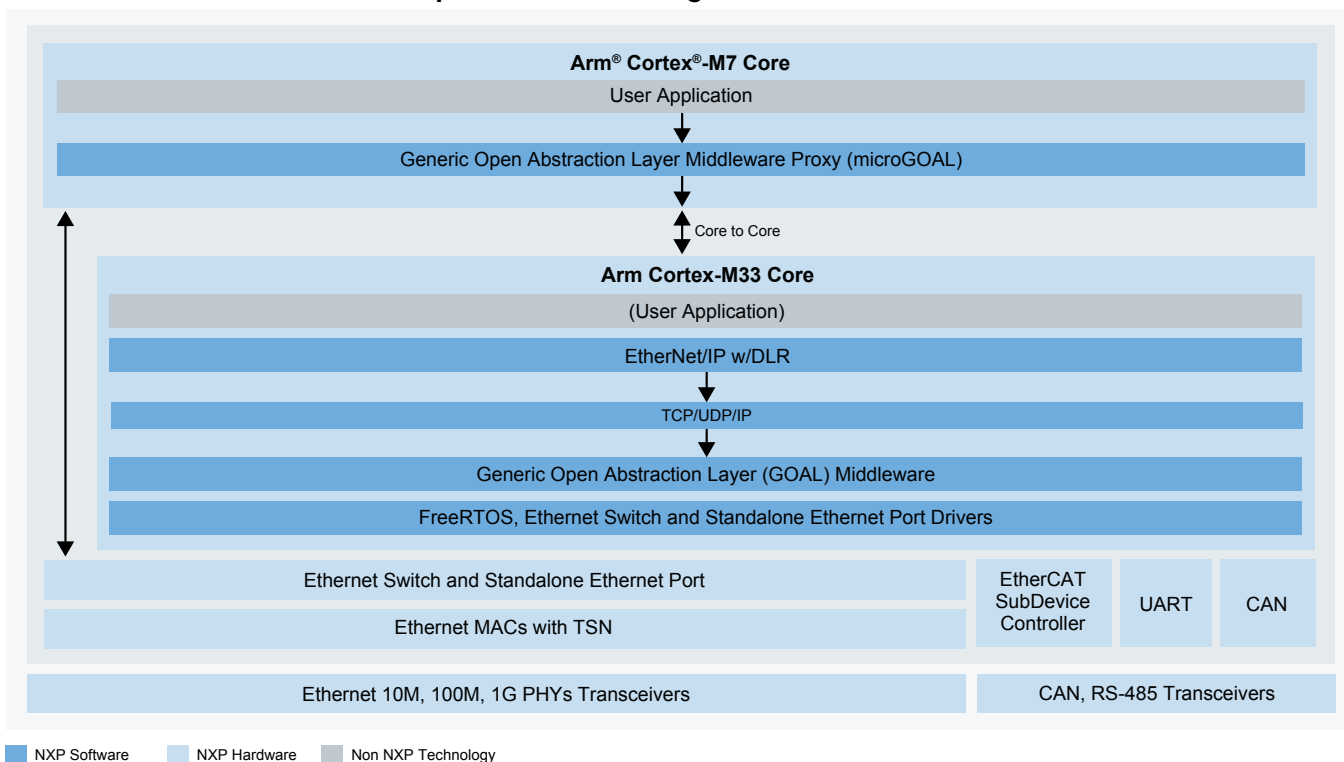 Arm® Cortex®-M7 Core
User Application
Generic Open Abstraction Layer Middleware Proxy (microGOAL)
Core to Core
Arm Cortex-M33 Core
(User Application)
EtherNet/IP w/DLR
TCP/UDP/IP
Generic Open Abstraction Layer (GOAL) Middleware
FreeRTOS, Ethernet Switch and Standalone Ethernet Port Drivers
Ethernet Switch and Standalone Ethernet Port
Ethernet MACs with TSN
EtherCAT
SubDevice
Controller
UART
CAN
Ethernet 10M, 100M, 1G PHYs Transceivers
CAN, RS-485 Transceivers
NXP Software
NXP Hardware
Non NXP Technology